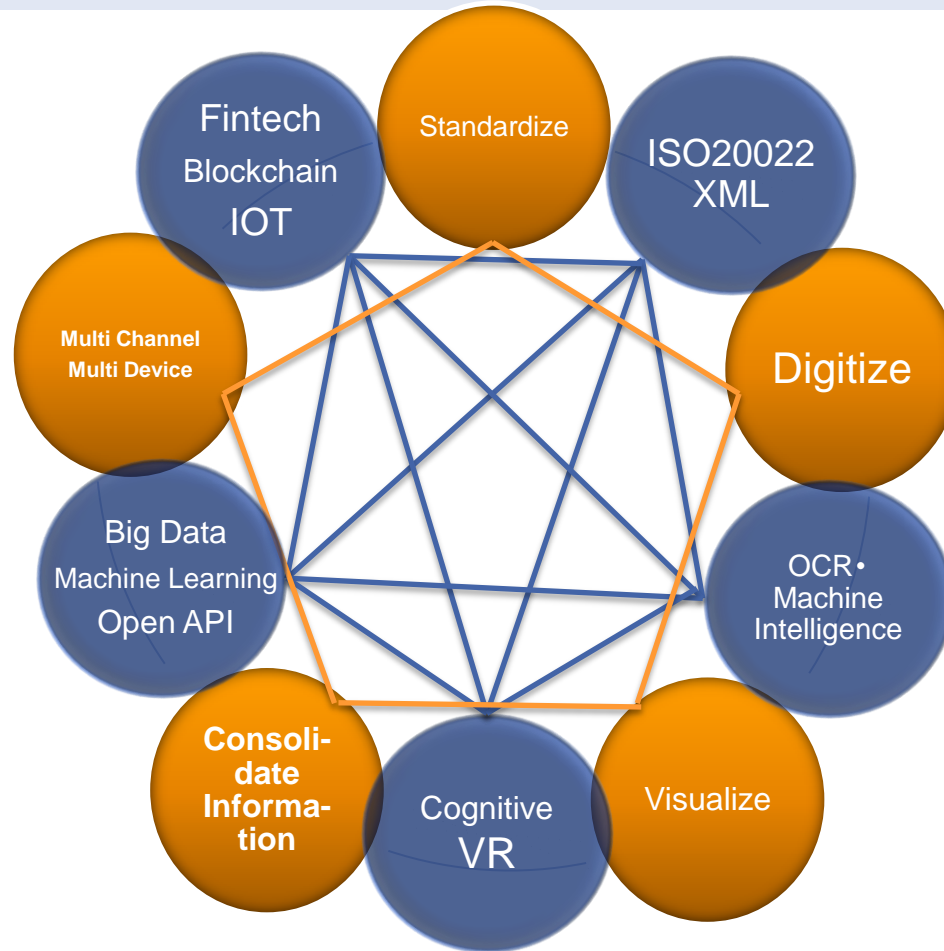 Standardize
Fintech
Blockchain
IOT
ISO20022
XML
Multi Channel
Multi Device
Digitize
Big Data
Machine Learning
Open API
OCR•
Machine
Intelligence
Consoli-
date
Informa-
tion
Cognitive
VR
Visualize